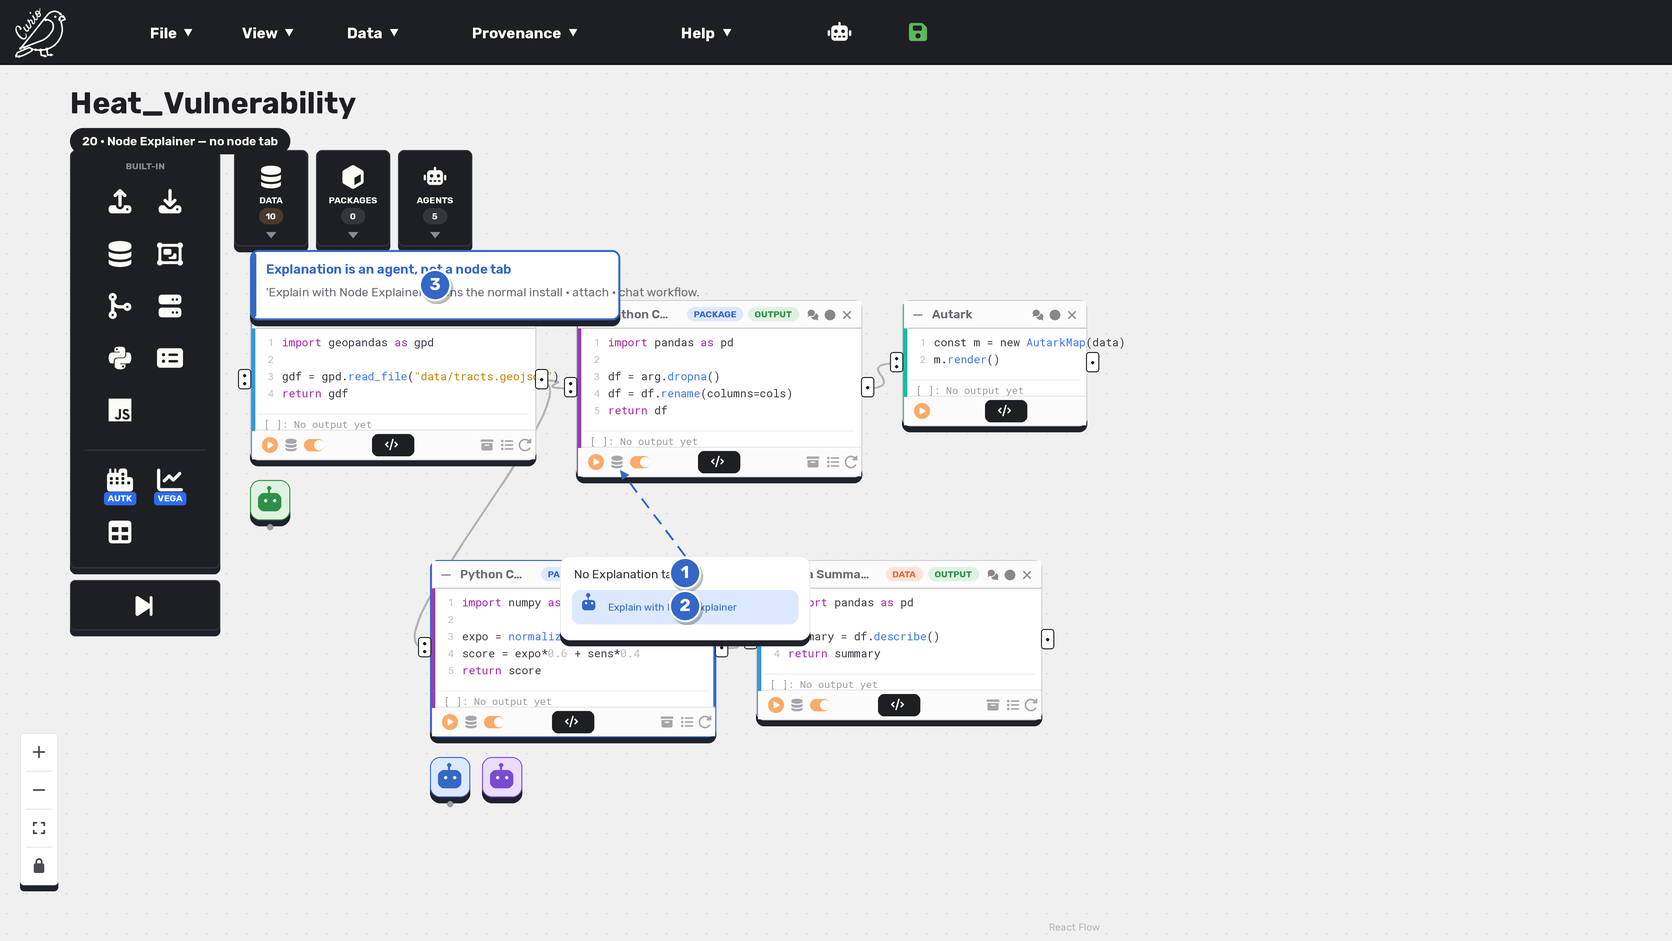 Curio
File ▼
View ▼
Data ▼
Provenance ▼
Help ▼
Heat_Vulnerability
20 • Node Explainer — no node tab
BUILT-IN
DATA
10
PACKAGES
0
AGENTS
5
AUTK
VEGA
Explanation is an agent, not a node tab
'Explain with Node Explainer
ns the normal install • attach • chat workflow.
3
1 import geopandas as gpd
2
3 gdf = gpd.read_file("data/tracts.geojs
")
4 return gdf
[ ]: No output yet
</>
thon C...
PACKAGE
OUTPUT
1 import pandas as pd
2
3 df = arg.dropna()
4 df = df.rename(columns=cols)
5 return df
[ ]: No output yet
</>
Autark
1 const m = new AutarkMap(data)
2 m.render()
[ ]: No output yet
</>
Python C...
PA
1 import numpy as
2
3 expo = normaliz
4 score = expo*0.6 + sens*0.4
5 return score
[ ]: No output yet
</>
No Explanation ta
1
Explain with
xplainer
2
Summa...
DATA
OUTPUT
ort pandas as pd
mary = df.describe()
4 return summary
[ ]: No output yet
</>
React Flow